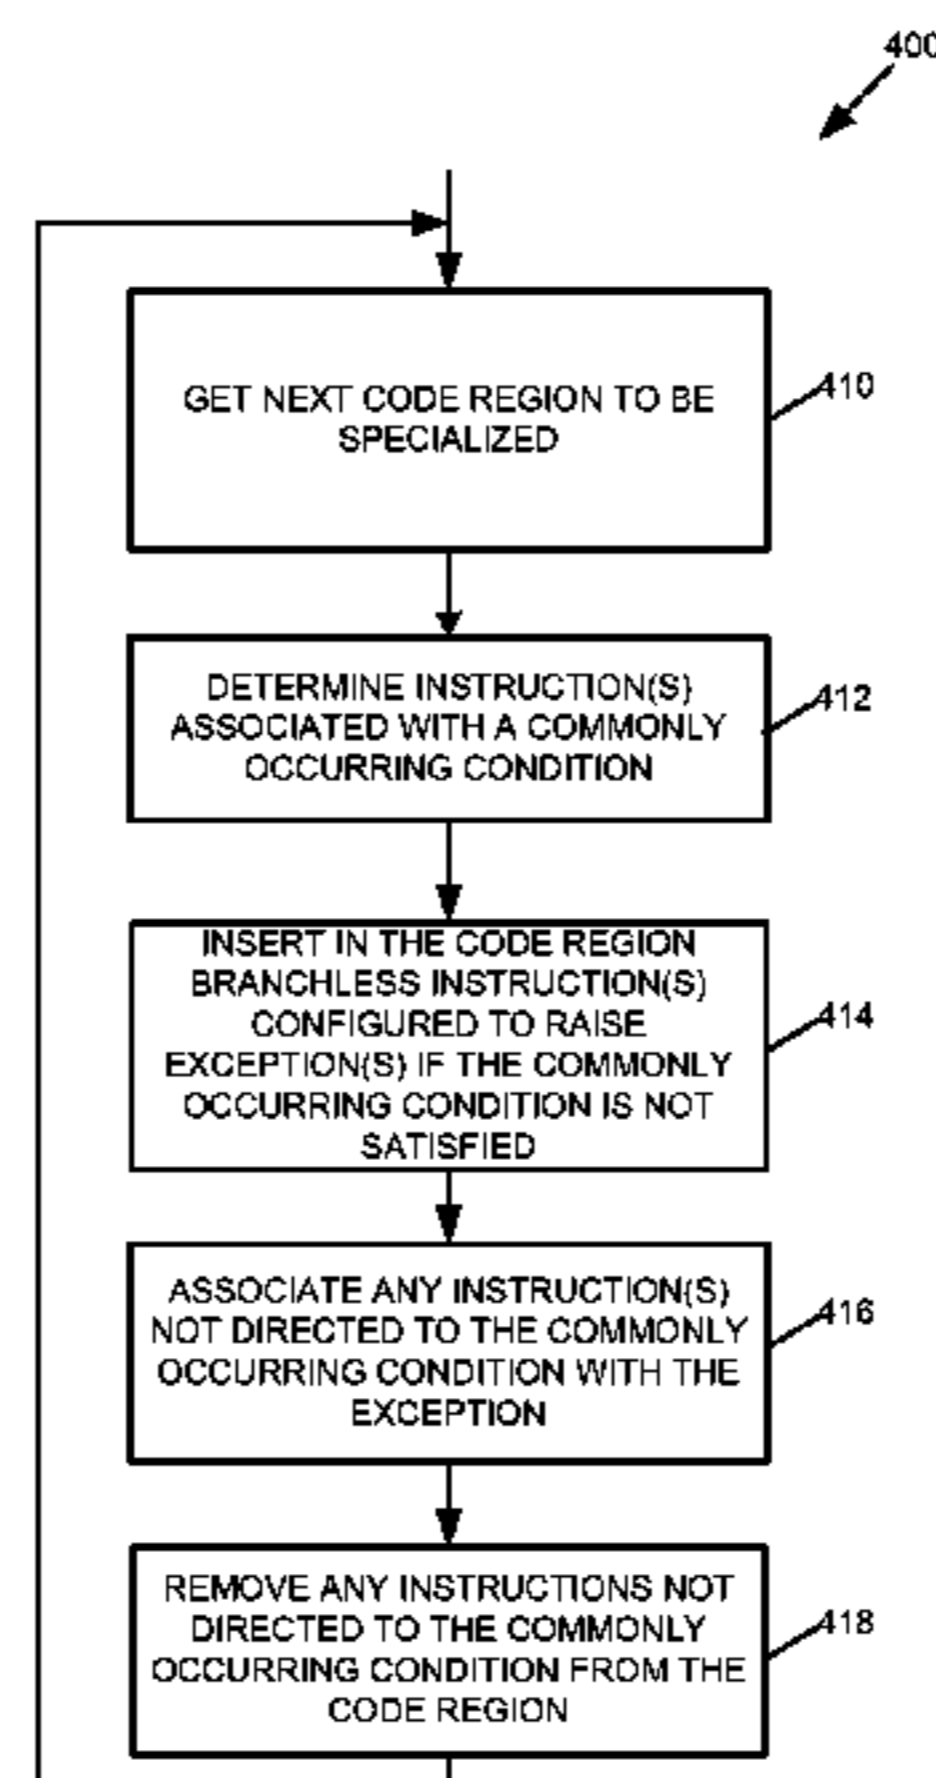 400
GET NEXT CODE REGION TO BE
SPECIALIZED
410
DETERMINE INSTRUCTION(S)
ASSOCIATED WITH A COMMONLY
OCCURRING CONDITION
412
INSERT IN THE CODE REGION
BRANCHLESS INSTRUCTION(S)
CONFIGURED TO RAISE
EXCEPTION(S) IF THE COMMONLY
OCCURRING CONDITION IS NOT
SATISFIED
414
ASSOCIATE ANY INSTRUCTION(S)
NOT DIRECTED TO THE COMMONLY
OCCURRING CONDITION WITH THE
EXCEPTION
416
REMOVE ANY INSTRUCTIONS NOT
DIRECTED TO THE COMMONLY
OCCURRING CONDITION FROM THE
CODE REGION
418